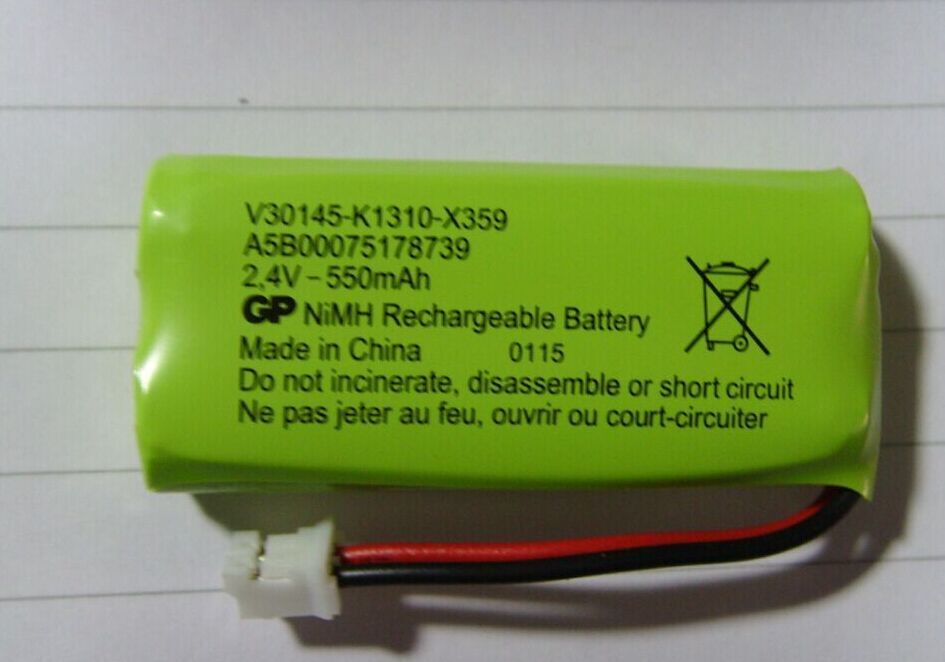 V30145-K1310-X359
A5B00075178739
2,4V – 550mAh
GP NiMH Rechargeable Battery
Made in China 0115
Do not incinerate, disassemble or short circuit
Ne pas jeter au feu, ouvrir ou court-circuiter